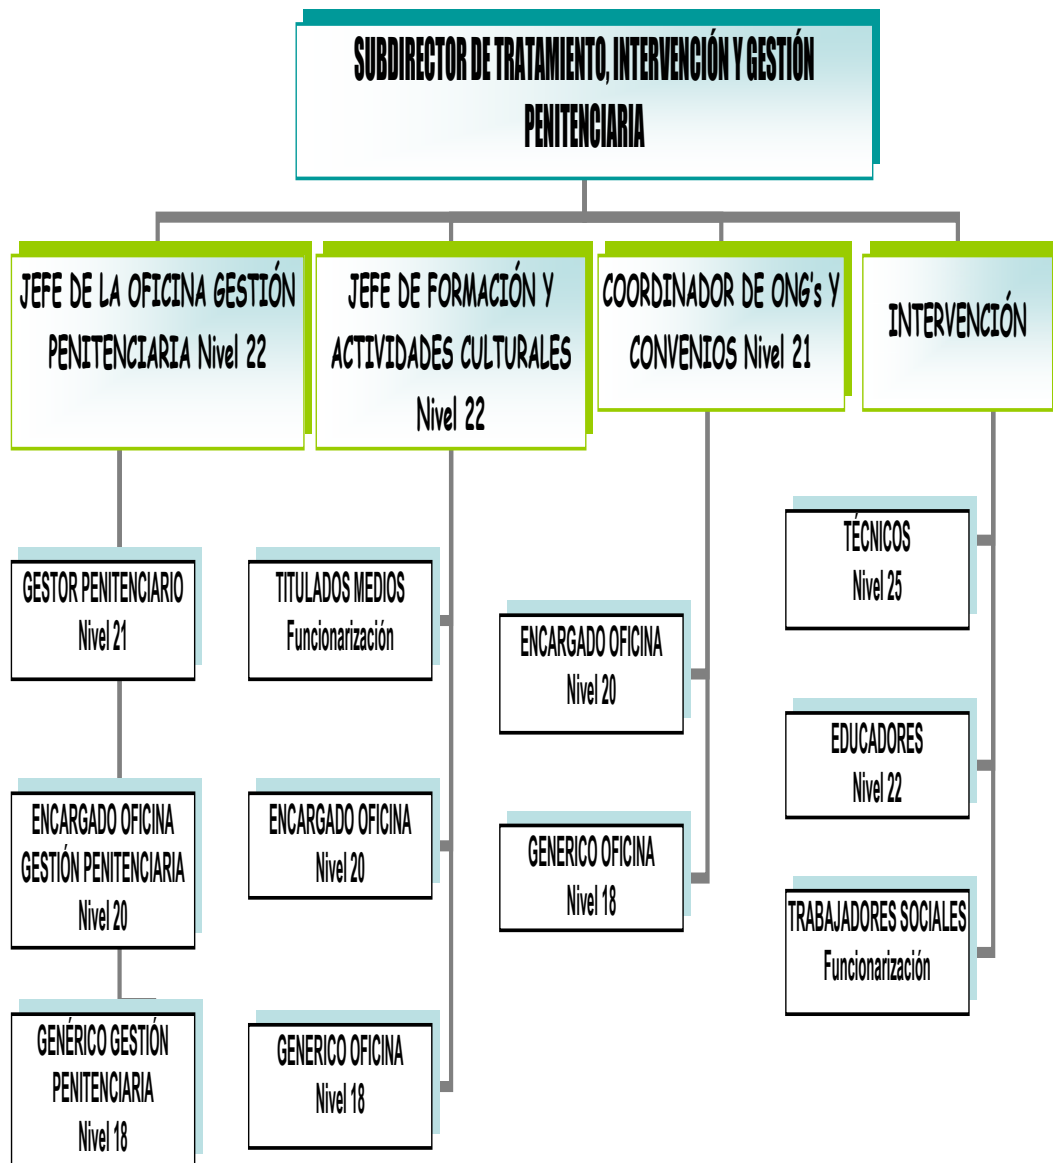 SUBDIRECTOR DE TRATAMIENTO, INTERVENCIÓN Y GESTIÓN
PENITENCIARIA
JEFE DE LA OFICINA GESTIÓN
PENITENCIARIA Nivel 22
JEFE DE FORMACIÓN Y
ACTIVIDADES CULTURALES
Nivel 22
COORDINADOR DE ONG's Y
CONVENIOS Nivel 21
INTERVENCIÓN
GESTOR PENITENCIARIO
Nivel 21
ENCARGADO OFICINA
GESTIÓN PENITENCIARIA
Nivel 20
GENÉRICO GESTIÓN
PENITENCIARIA
Nivel 18
TITULADOS MEDIOS
Funcionarización
ENCARGADO OFICINA
Nivel 20
GENERICO OFICINA
Nivel 18
ENCARGADO OFICINA
Nivel 20
GENERICO OFICINA
Nivel 18
TÉCNICOS
Nivel 25
EDUCADORES
Nivel 22
TRABAJADORES SOCIALES
Funcionarización